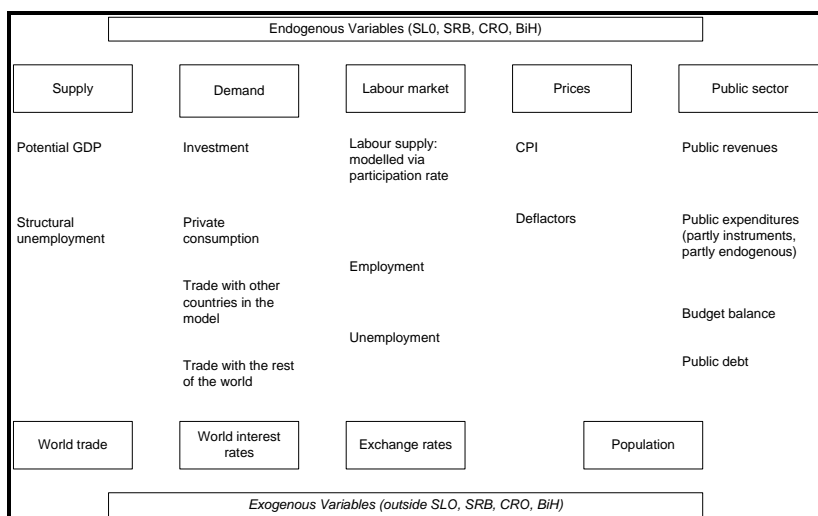 Endogenous Variables (SL0, SRB, CRO, BiH)
Supply
Demand
Labour market
Prices
Public sector
Potential GDP
Investment
Labour supply:
modelled via
participation rate
CPI
Public revenues
Structural
unemployment
Private
consumption
Deflactors
Public expenditures
(partly instruments,
partly endogenous)
Employment
Trade with other
countries in the
model
Budget balance
Unemployment
Trade with the rest
of the world
Public debt
World trade
World interest
rates
Exchange rates
Population
Exogenous Variables (outside SLO, SRB, CRO, BiH)